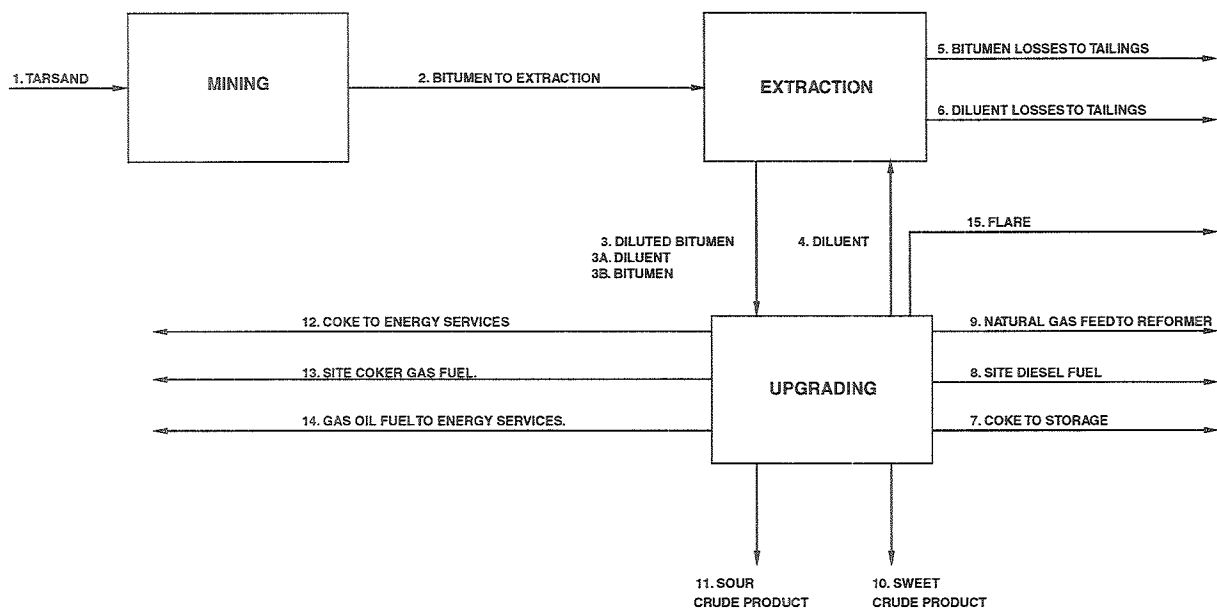 MINING
EXTRACTION
1. TARSAND
2. BITUMEN TO EXTRACTION
5. BITUMEN LOSSES TO TAILINGS
6. DILUENT LOSSES TO TAILINGS
15. FLARE
3. DILUTED BITUMEN
3A. DILUENT
3B. BITUMEN
4. DILUENT
12. COKE TO ENERGY SERVICES
9. NATURAL GAS FEED TO REFORMER
13. SITE COKER GAS FUEL.
UPGRADING
8. SITE DIESEL FUEL
14. GAS OIL FUEL TO ENERGY SERVICES.
7. COKE TO STORAGE
11. SOUR
CRUDE PRODUCT
10. SWEET
CRUDE PRODUCT